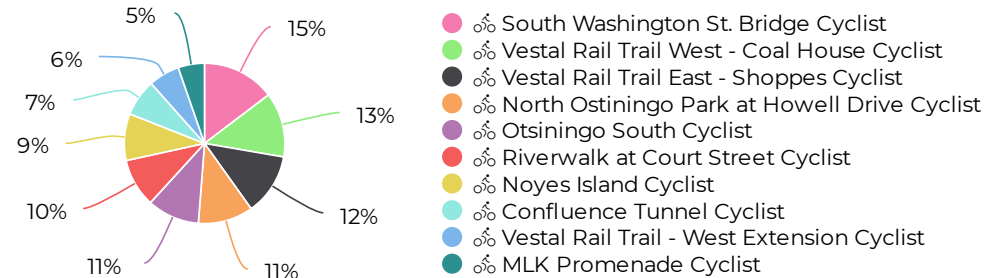 5%
15%
6%
7%
13%
9%
10%
12%
11%
11%
South Washington St. Bridge Cyclist
Vestal Rail Trail West - Coal House Cyclist
Vestal Rail Trail East - Shoppes Cyclist
North Ostiningo Park at Howell Drive Cyclist
Otsiningo South Cyclist
Riverwalk at Court Street Cyclist
Noyes Island Cyclist
Confluence Tunnel Cyclist
Vestal Rail Trail - West Extension Cyclist
MLK Promenade Cyclist